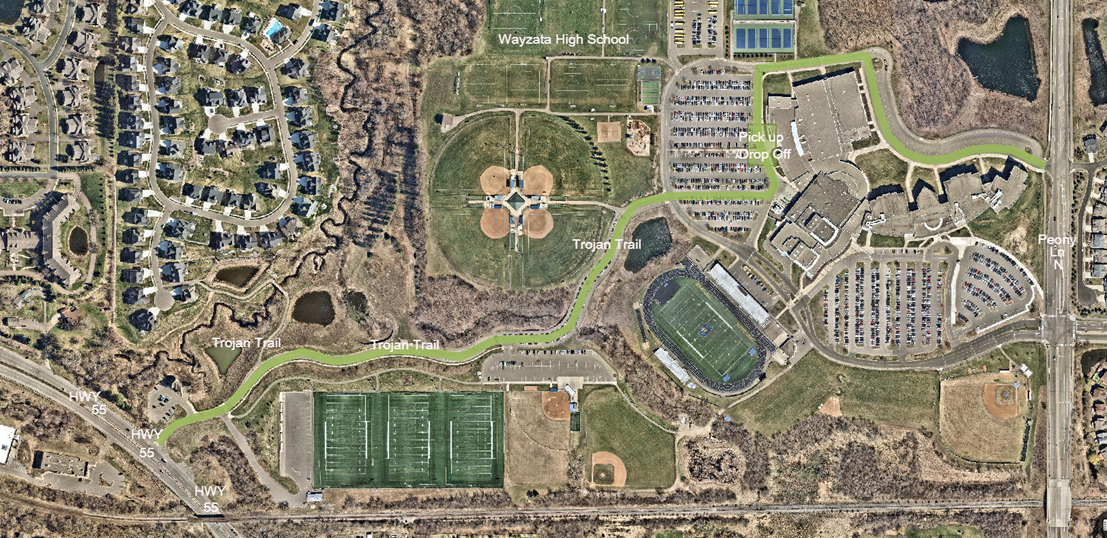 Wayzata High School
Pick up
/Drop Off
Trojan Trail
Peony
Ln
N
Trojan Trail
Trojan Trail
HWY
55
HWY
55
HWY
55